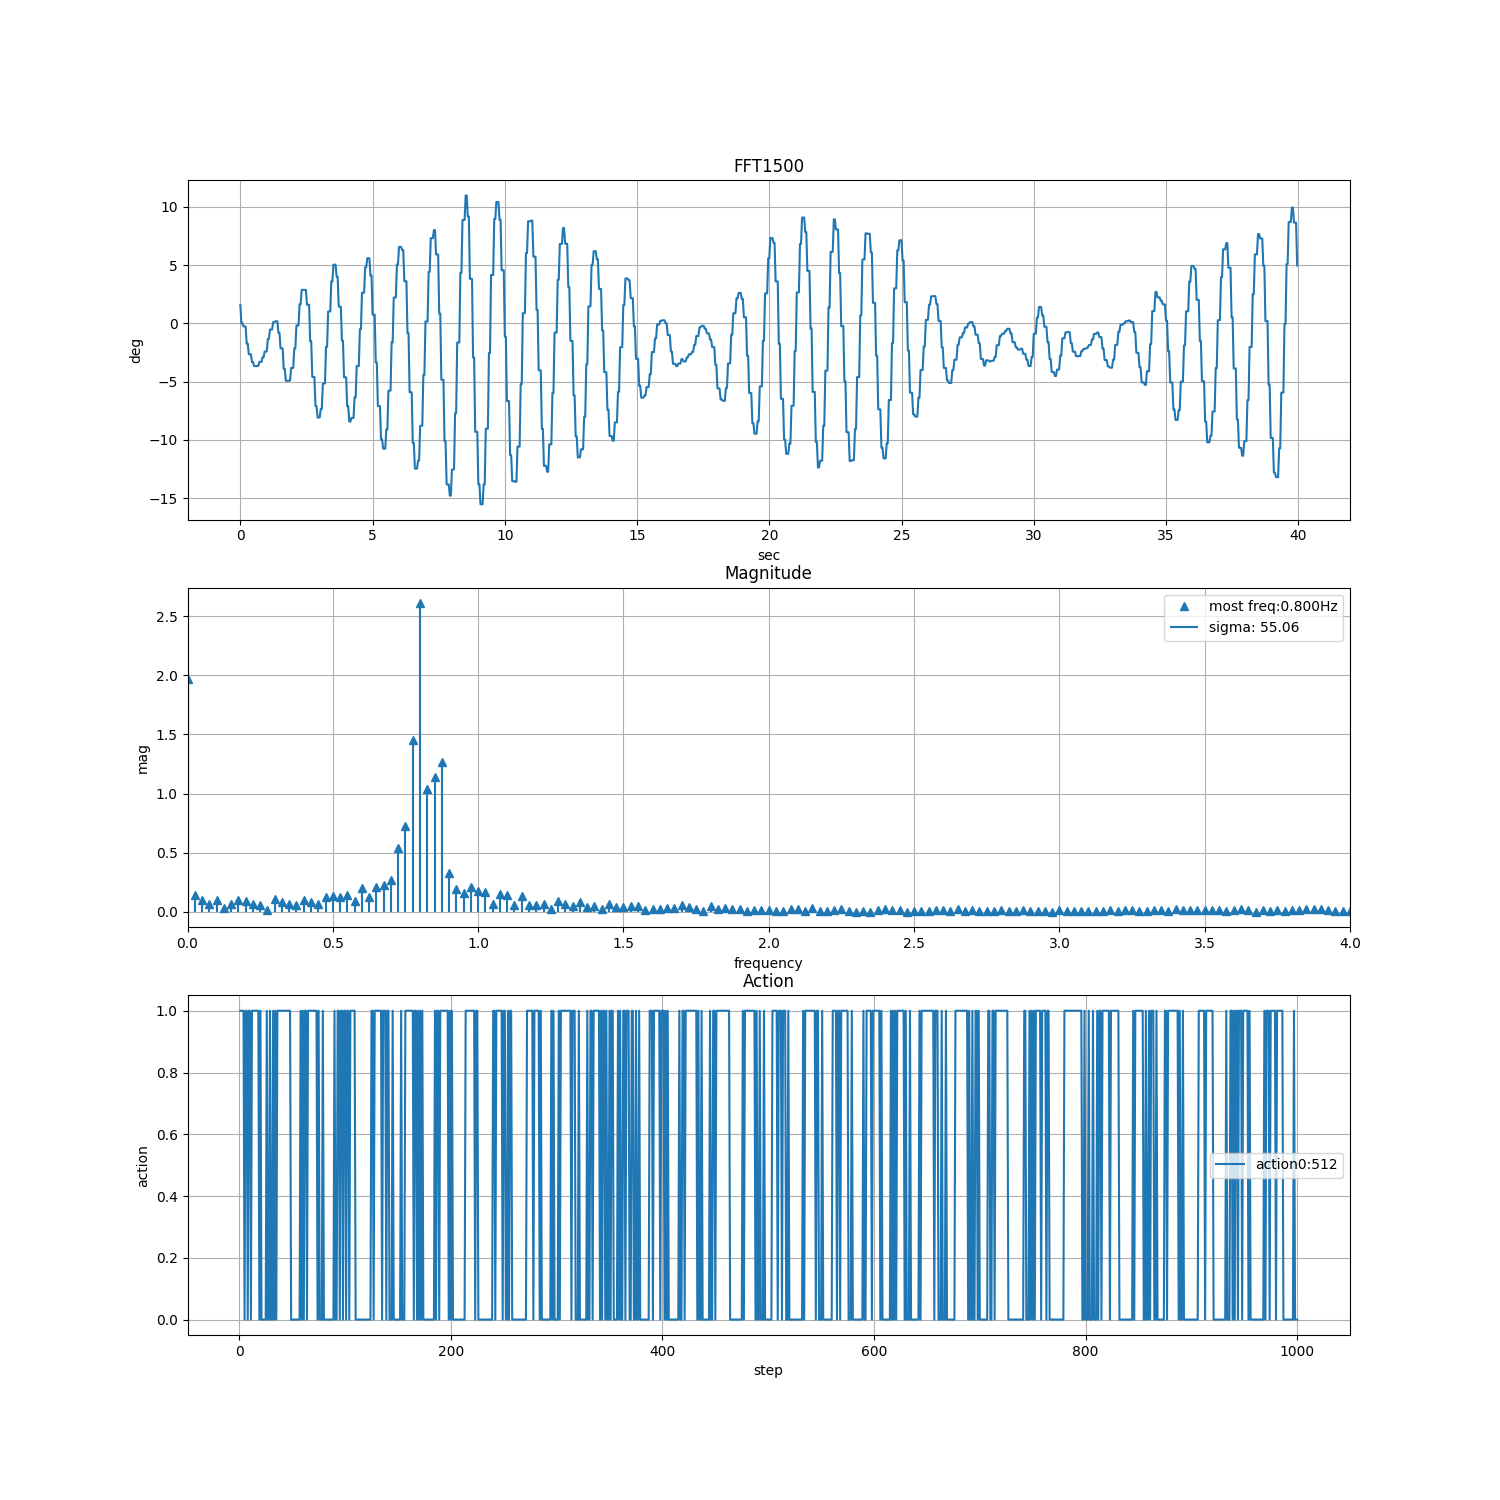 FFT1500
10
5
0
−5
−10
−15
deg
0 5 10 15 20 25 30 35 40
sec
Magnitude
2.5
2.0
1.5
1.0
0.5
0.0
mag
most freq:0.800Hz
sigma: 55.06
0.0 0.5 1.0 1.5 2.0 2.5 3.0 3.5 4.0
frequency
Action
1.0
0.8
0.6
0.4
0.2
0.0
action
action0:512
0 200 400 600 800 1000
step